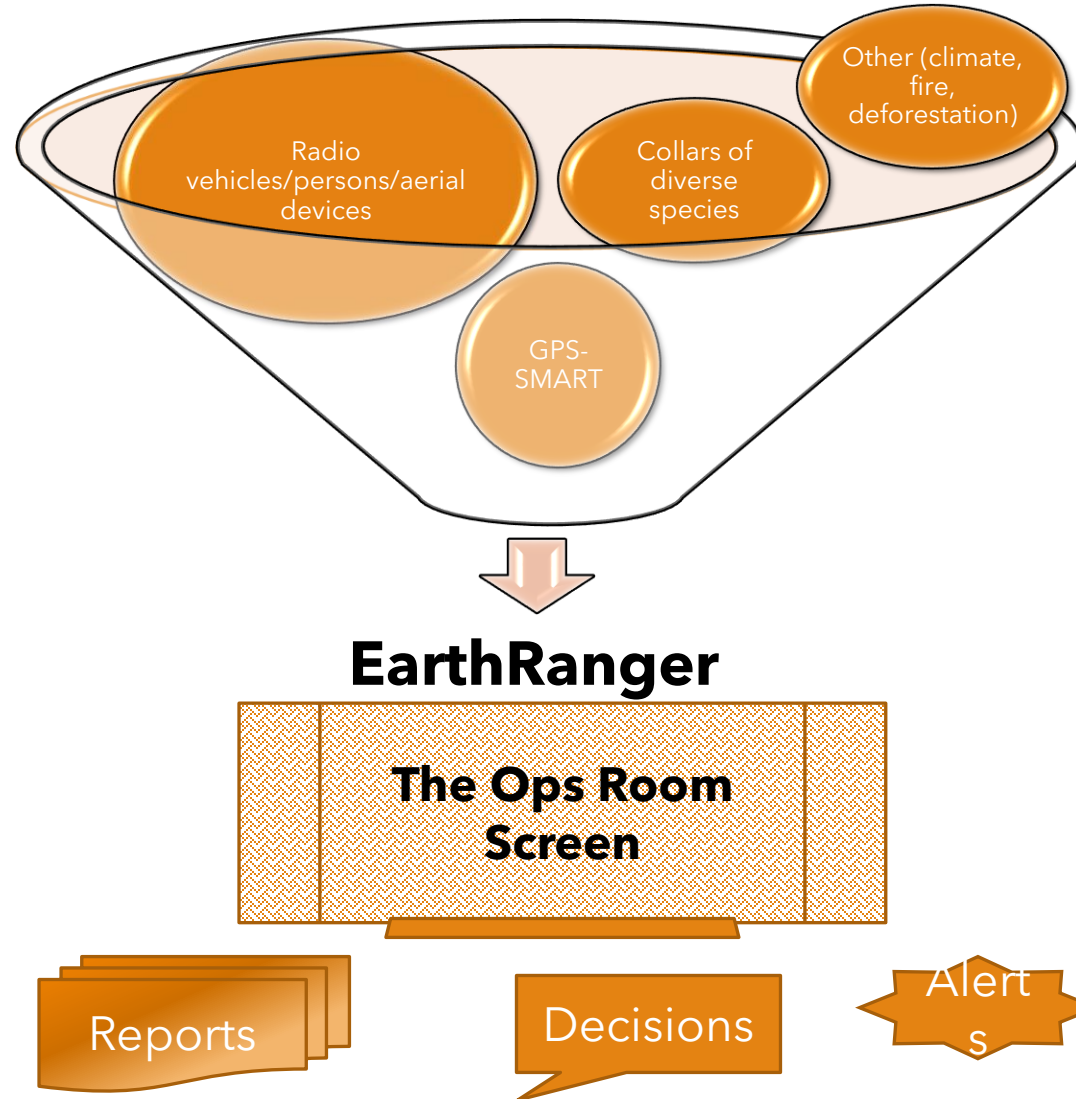 Other (climate,
fire,
deforestation)
Radio
vehicles/persons/aerial
devices
Collars of
diverse
species
GPS-
SMART
EarthRanger
The Ops Room
Screen
Reports
Decisions
Alert
s